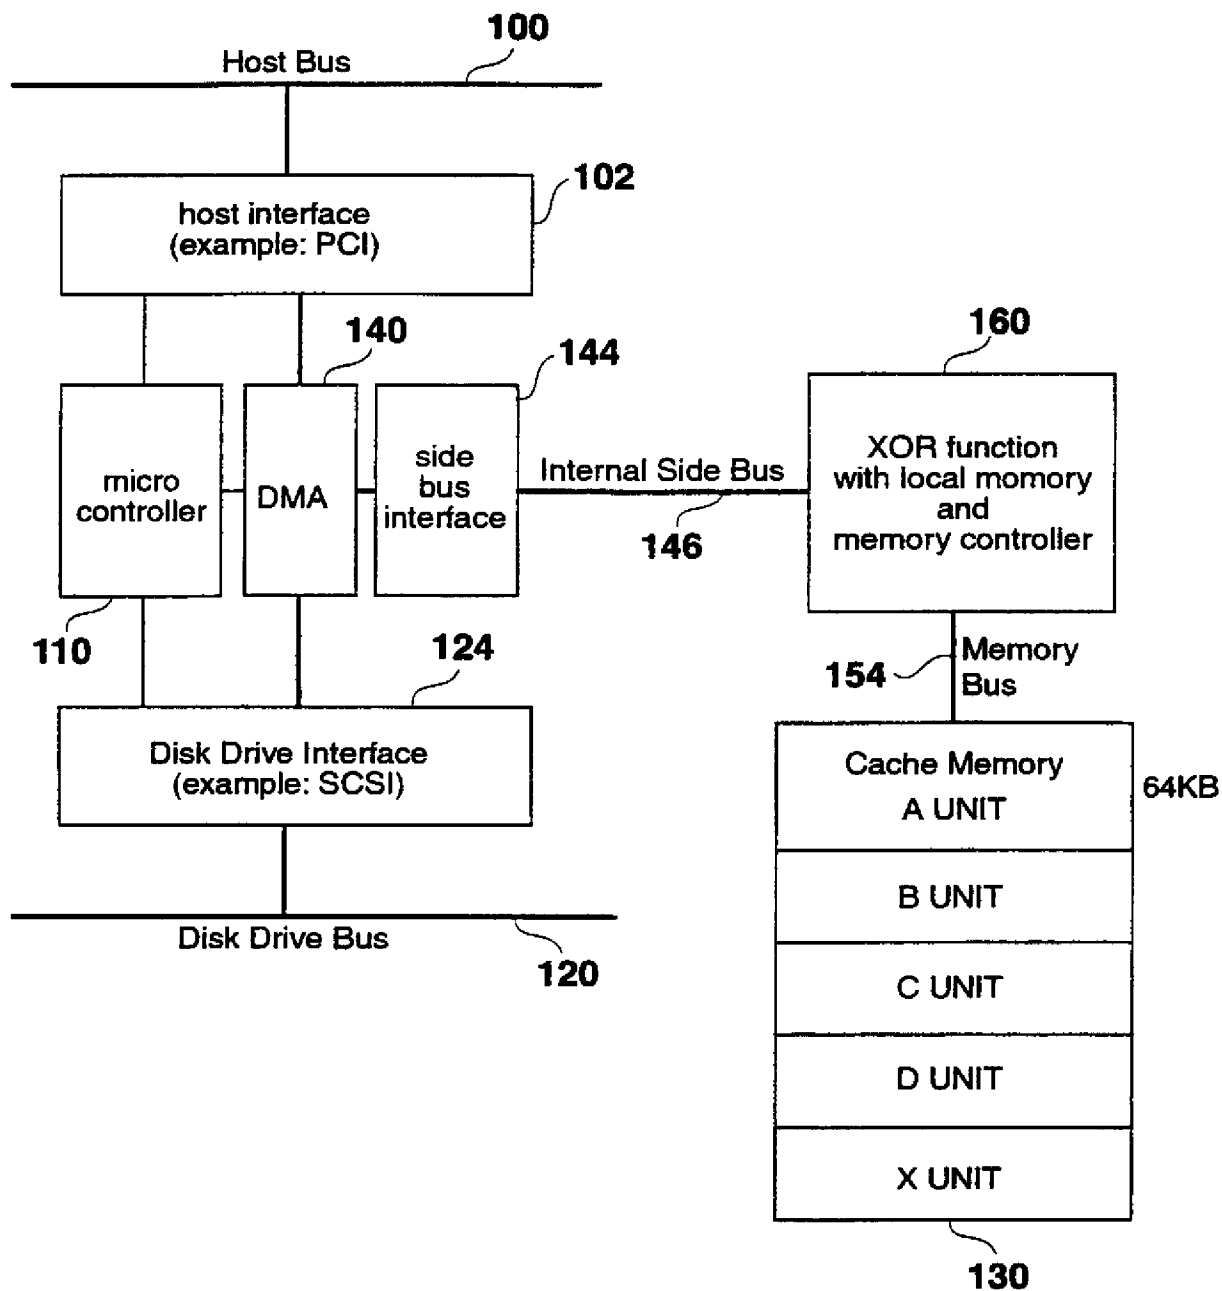 100
Host Bus
102
host interface
(example: PCI)
140
144
160
micro
controller
DMA
side
bus
interface
Internal Side Bus
146
XOR function
with local momory
and
memory controller
110
124
154
Memory
Bus
Disk Drive Interface
(example: SCSI)
Cache Memory
A UNIT
64KB
B UNIT
Disk Drive Bus
120
C UNIT
D UNIT
X UNIT
130